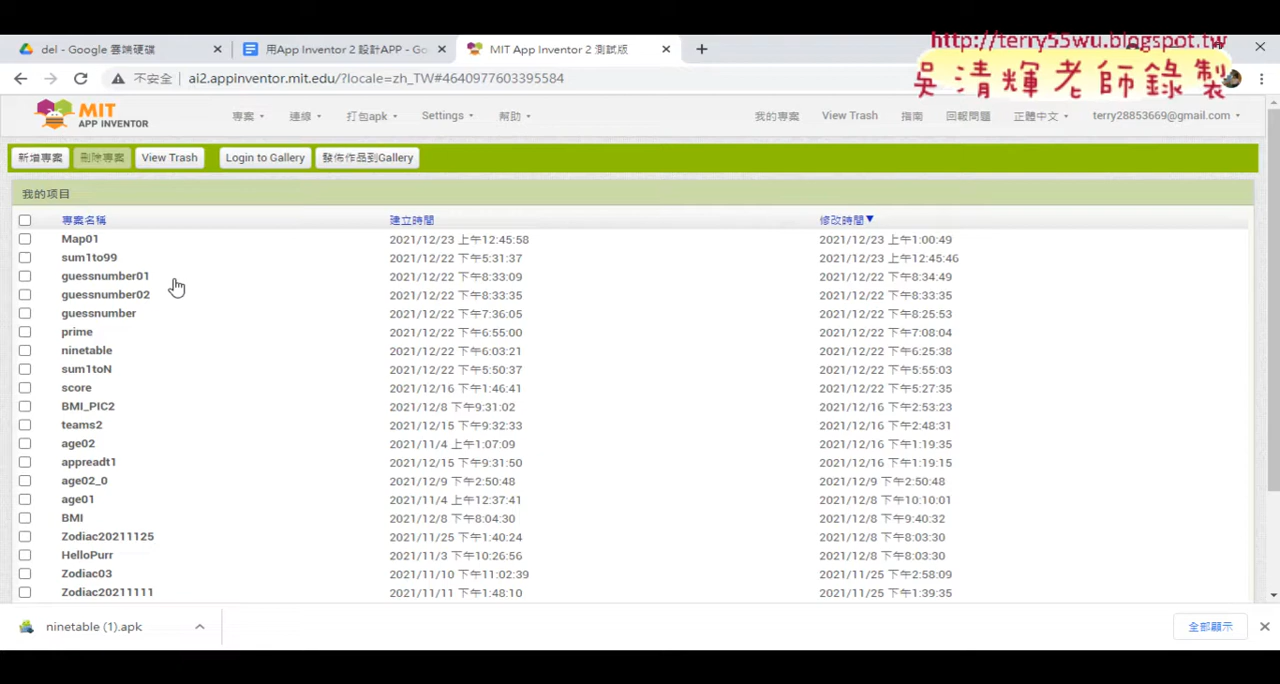 http://terry55wu.blogspot.tw
吳清輝老師錄製
del - Google 雲端硬碟
用App Inventor 2 設計APP - Go
MIT App Inventor 2 測試版
不安全
ai2.appinventor.mit.edu/?locale=zh_TW#4640977603395584
MIT
APP INVENTOR
專案 連線 打包apk Settings 幫助 我的專案 View Trash 指南 回報問題 正體中文 terry28853669@gmail.com
新增專案 刪除專案 View Trash Login to Gallery 發佈作品到Gallery
我的项目
專案名稱 建立時間 修改時間▼
Map01 2021/12/23 上午12:45:58 2021/12/23 上午1:00:49
sum1to99 2021/12/22 下午5:31:37 2021/12/23 上午12:45:46
guessnumber01 2021/12/22 下午8:33:09 2021/12/22 下午8:34:49
guessnumber02 2021/12/22 下午8:33:35 2021/12/22 下午8:33:35
guessnumber 2021/12/22 下午7:36:05 2021/12/22 下午8:25:53
prime 2021/12/22 下午6:55:00 2021/12/22 下午7:08:04
ninetable 2021/12/22 下午6:03:21 2021/12/22 下午6:25:38
sum1toN 2021/12/22 下午5:50:37 2021/12/22 下午5:55:03
score 2021/12/16 下午1:46:41 2021/12/22 下午5:27:35
BMI_PIC2 2021/12/8 下午9:31:02 2021/12/16 下午2:53:23
teams2 2021/12/15 下午9:32:33 2021/12/16 下午2:48:31
age02 2021/11/4 上午1:07:09 2021/12/16 下午1:19:35
appreadt1 2021/12/15 下午9:31:50 2021/12/16 下午1:19:15
age02_0 2021/12/9 下午2:50:48 2021/12/9 下午2:50:48
age01 2021/11/4 上午12:37:41 2021/12/8 下午10:10:01
BMI 2021/12/8 下午8:04:30 2021/12/8 下午9:40:32
Zodiac20211125 2021/11/25 下午1:40:24 2021/12/8 下午8:03:30
HelloPurr 2021/11/3 下午10:26:56 2021/12/8 下午8:03:30
Zodiac03 2021/11/10 下午11:02:39 2021/11/25 下午2:58:09
Zodiac20211111 2021/11/11 下午1:48:10 2021/11/25 下午1:39:35
ninetable (1).apk
全部顯示